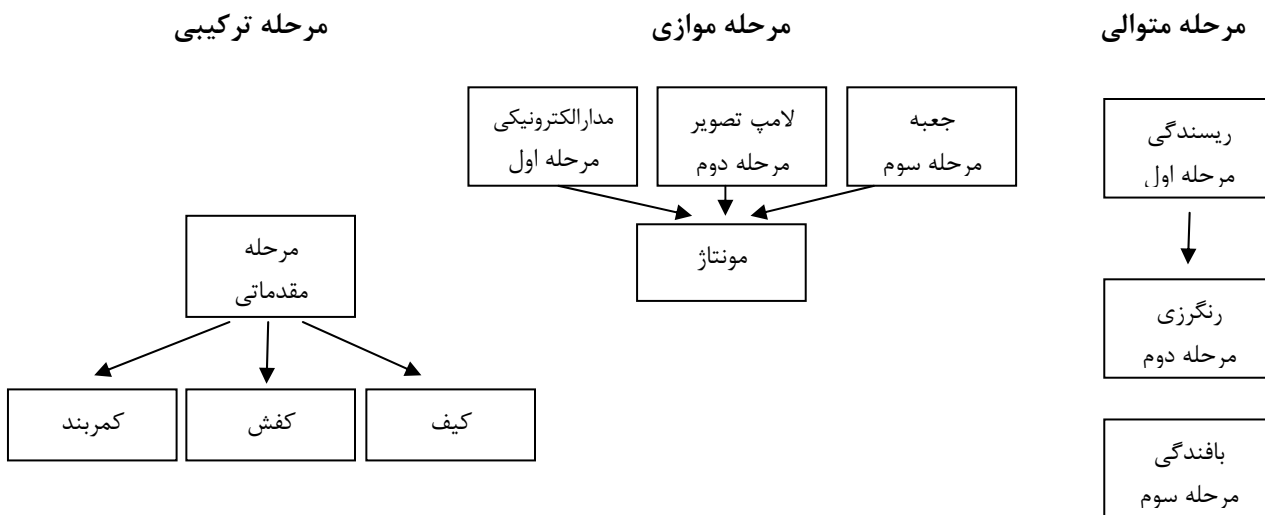 مرحله متوالی
مرحله موازی
مرحله ترکیبی
ریسندگی
مرحله اول
رنگرزی
مرحله دوم
بافندگی
مرحله سوم
جعبه
مرحله سوم
لامپ تصویر
مرحله دوم
مدارالکترونیکی
مرحله اول
مونتاژ
مرحله
مقدماتی
کیف
کفش
کمربند